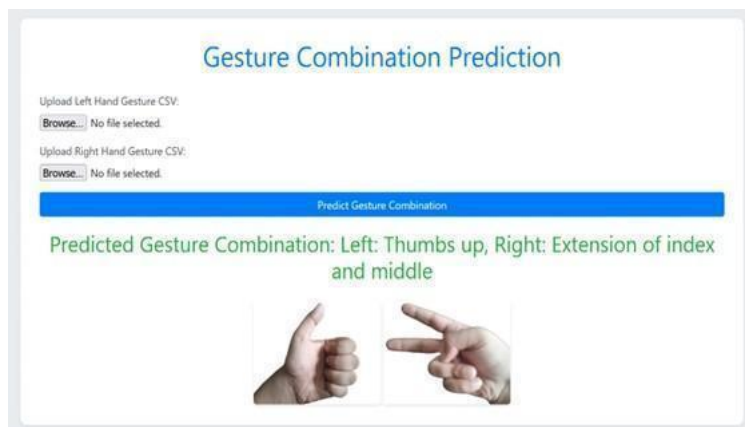 Gesture Combination Prediction
Upload Left Hand Gesture CSV:
Browse... No file selected.
Upload Right Hand Gesture CSV:
Browse... No file selected.
Predict Gesture Combination
Predicted Gesture Combination: Left: Thumbs up, Right: Extension of index
and middle